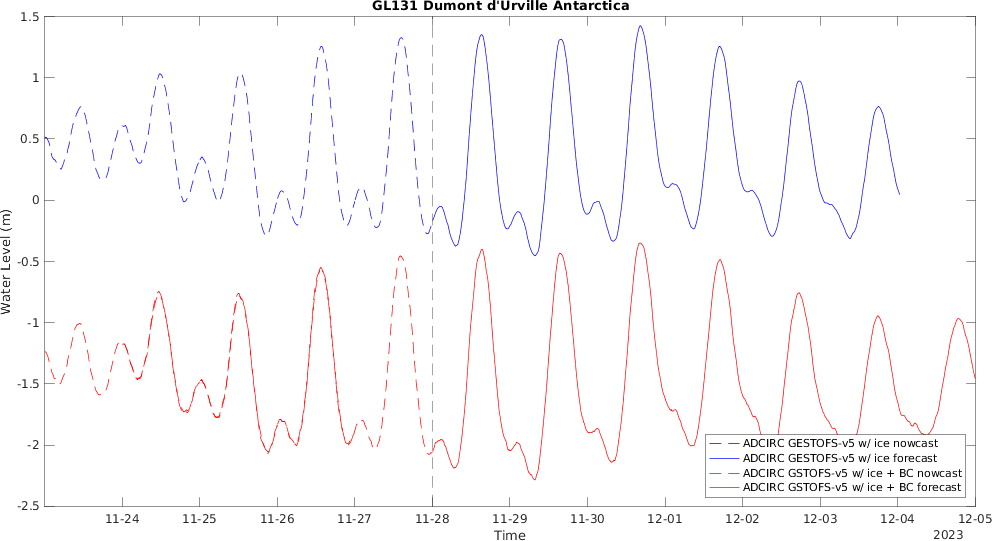 GL131 Dumont d'Urville Antarctica
1.5
1
0.5
0
-0.5
-1
-1.5
-2
-2.5
Water Level (m)
ADCIRC GESTOFS-v5 w/ ice nowcast
ADCIRC GESTOFS-v5 w/ ice forecast
ADCIRC GSTOFS-v5 w/ ice + BC nowcast
ADCIRC GSTOFS-v5 w/ ice + BC forecast
11-24 11-25 11-26 11-27 11-28 11-29 11-30 12-01 12-02 12-03 12-04 12-05
Time
2023